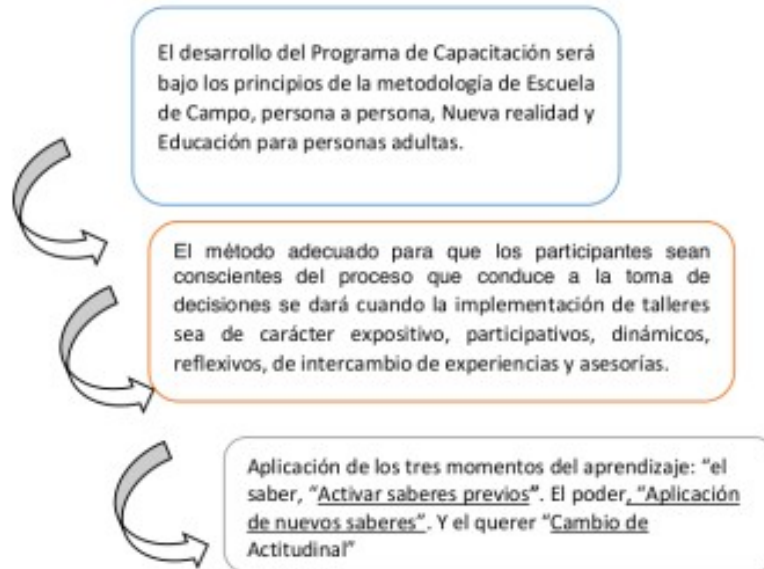 El desarrollo del Programa de Capacitación será
bajo los principios de la metodología de Escuela
de Campo, persona a persona, Nueva realidad y
Educación para personas adultas.
El método adecuado para que los participantes sean
conscientes del proceso que conduce a la toma de
decisiones se dará cuando la implementación de talleres
sea de carácter expositivo, participativos, dinámicos,
reflexivos, de intercambio de experiencias y asesorías.
Aplicación de los tres momentos del aprendizaje: “el
saber, “Activar saberes previos”. El poder, “Aplicación
de nuevos saberes”. Y el querer “Cambio de
Actitudinal”